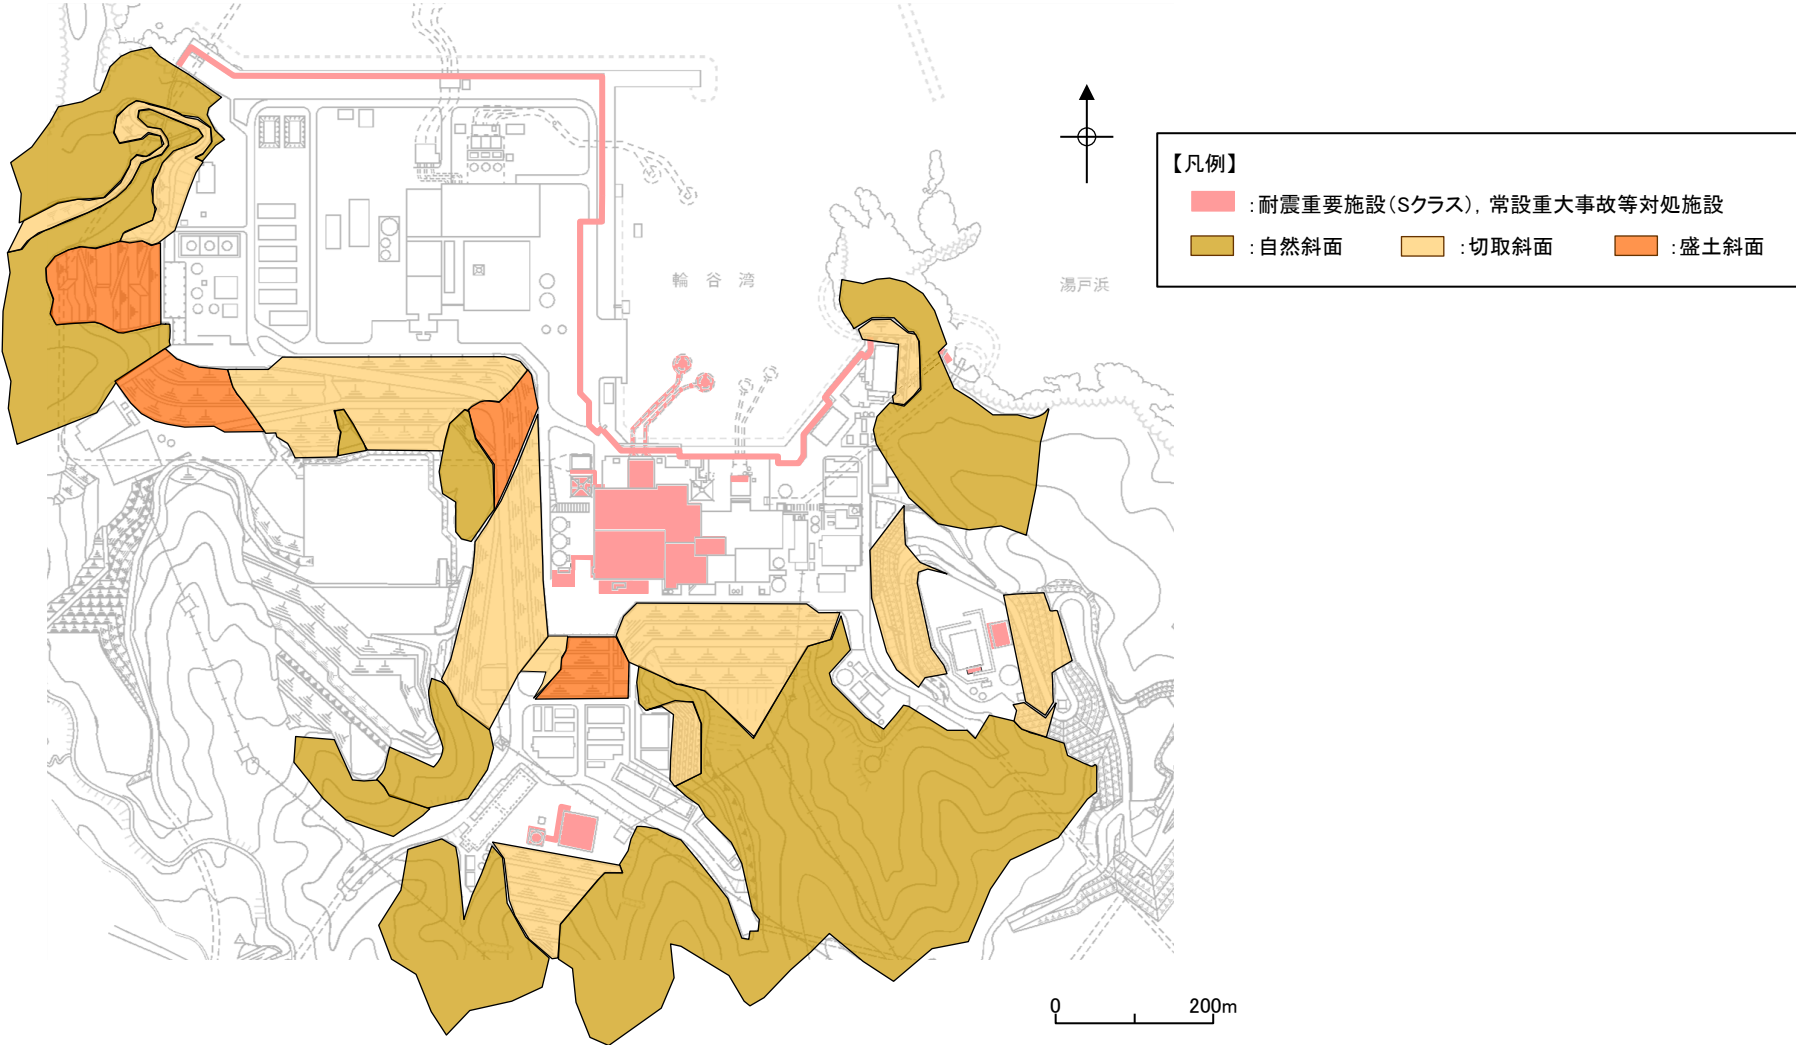 【凡例】
:耐震重要施設(Sクラス), 常設重大事故等対処施設
:自然斜面 :切取斜面 :盛土斜面
輪谷湾
湯戸浜
0 200m